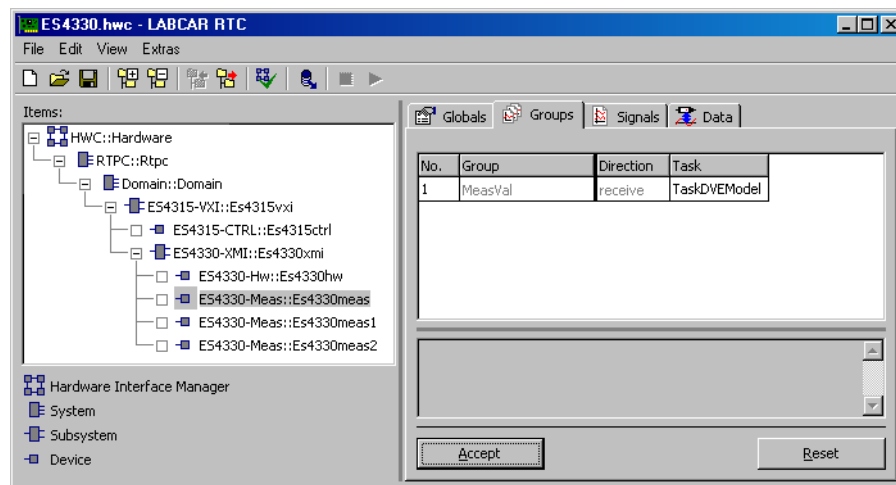 ES4330.hwc - LABCAR RTC
File Edit View Extras
Items:
HWC::Hardware
RTPC::Rtpc
Domain::Domain
ES4315-VXI::Es4315vxi
ES4315-CTRL::Es4315ctrl
ES4330-XMI::Es4330xmi
ES4330-Hw::Es4330hw
ES4330-Meas::Es4330meas
ES4330-Meas::Es4330meas1
ES4330-Meas::Es4330meas2
Hardware Interface Manager
System
Subsystem
Device
Globals Groups Signals Data
No. Group Direction Task
1 MeasVal receive TaskDVEModel
Accept Reset